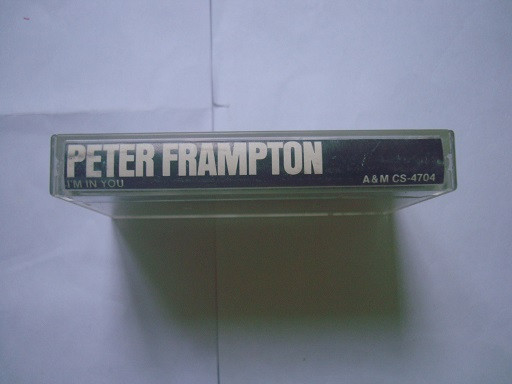 PETER FRAMPTON
I'M IN YOU
A&M CS-4704